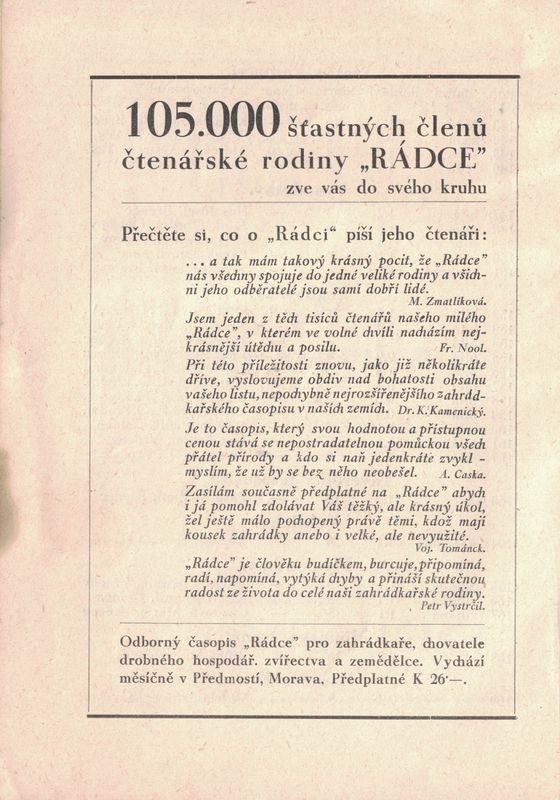 105.000 šťastných členů
čtenářské rodiny „RÁDCE”
zve vás do svého kruhu
Přečtěte si, co o „Rádci“ píší jeho čtenáři:
... a tak mám takový krásný pocit, že „Rádce”
nás všechny spojuje do jedné veliké rodiny a všich-
ni jeho odběratelé jsou samí dobří lidé.
M. Zmatlíková.
Jsem jeden z těch tisíců čtenářů našeho milého
„Rádce”, v kterém ve volné chvíli nacházím nej-
krásnější útěchu a posilu. Fr. Nool.
Při této příležitosti znovu, jako již několikráte
dříve, vyslovujeme obdiv nad bohatosti obsahu
vašeho listu, nepochybně nejrozšířenějšího zahrád-
kařského časopisu v naších zemích. Dr. K. Kamenický.
Je to časopis, který svou hodnotou a přístupnou
cenou stává se nepostradatelnou pomůckou všech
přátel přírody a kdo si naň jedenkráte zvykl -
myslím, že už by se bez něho neobešel. A. Caska.
Zasílám současně předplatné na „Rádce” abych
i já pomohl zdolávat Váš těžký, ale krásný úkol,
žel ještě málo pochopený právě těmi, kdož mají
kousek zahrádky anebo i velké, ale nevyužité.
Voj. Tománck.
„Rádce” je člověku budíčkem, burcuje, připomíná,
radí, napomíná, vytýká chyby a přináší skutečnou
radost ze života do celé naši zahrádkařské rodiny.
Petr Vystrčil.
Odborný časopis „Rádce” pro zahrádkaře, chovatele
drobného hospodář. zvířectva a zemědělce. Vychází
měsíčně v Předmostí, Morava. Předplatné K 26·—.